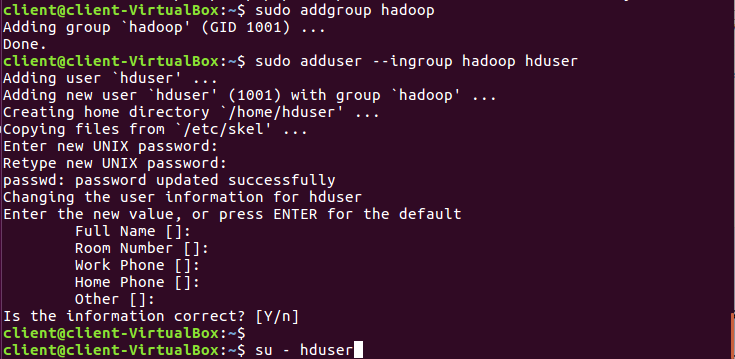 client@client-VirtualBox:~$ sudo addgroup hadoop
Adding group `hadoop' (GID 1001) ...
Done.
client@client-VirtualBox:~$ sudo adduser --ingroup hadoop hduser
Adding user `hduser' ...
Adding new user `hduser' (1001) with group `hadoop' ...
Creating home directory `/home/hduser' ...
Copying files from `/etc/skel' ...
Enter new UNIX password:
Retype new UNIX password:
passwd: password updated successfully
Changing the user information for hduser
Enter the new value, or press ENTER for the default
Full Name []:
Room Number []:
Work Phone []:
Home Phone []:
Other []:
Is the information correct? [Y/n]
client@client-VirtualBox:~$
client@client-VirtualBox:~$ su - hduser